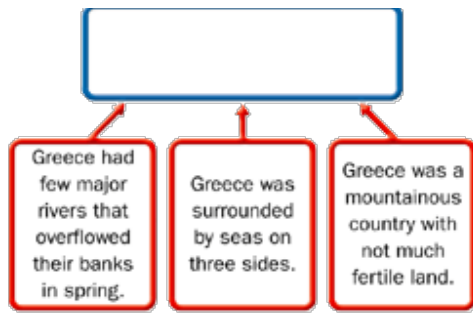 Greece had
few major
rivers that
overflowed
their banks
in spring.
Greece was
surrounded
by seas on
three sides.
Greece was a
mountainous
country with
not much
fertile land.